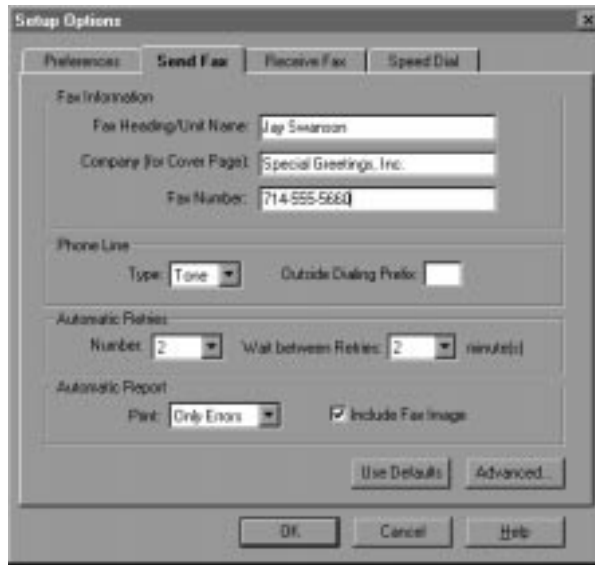 Setup Options
Preferences Send Fax Receive Fax Speed Dial
Fax Information
Fax Heading/Unit Name: Jay Swanson
Company (for Cover Page): Special Greetings, Inc.
Fax Number: 714-555-5660
Phone Line
Type: Tone Outside Dialing Prefix:
Automatic Retries
Number: 2 Wait between Retries: 2 minute(s)
Automatic Report
Print: Only Errors Include Fax Image
Use Defaults Advanced...
OK Cancel Help